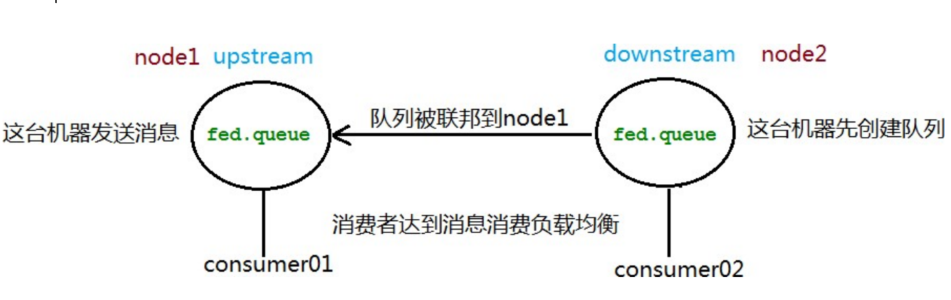 node1 upstream
downstream node2
这台机器发送消息
fed.queue
队列被联邦到node1
fed.queue
这台机器先创建队列
消费者达到消息消费负载均衡
consumer01
consumer02